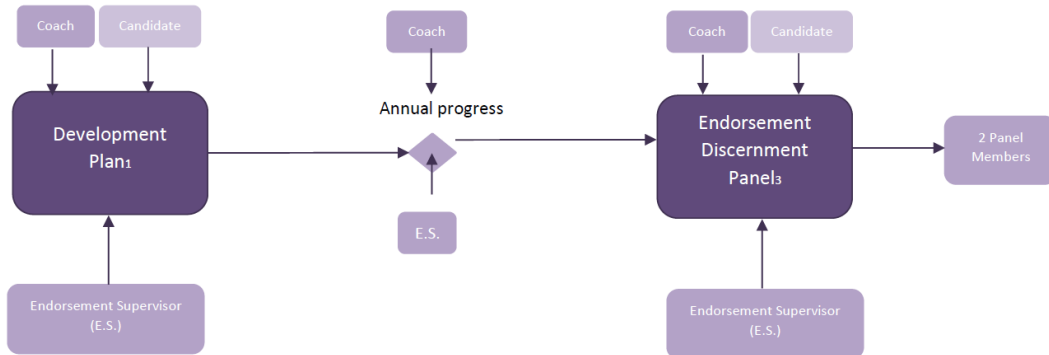 Coach
Candidate
Coach
Coach
Candidate
Annual progress
Development
Plan₁
Endorsement
Discernment
Panel₃
2 Panel
Members
E.S.
Endorsement Supervisor
(E.S.)
Endorsement Supervisor
(E.S.)